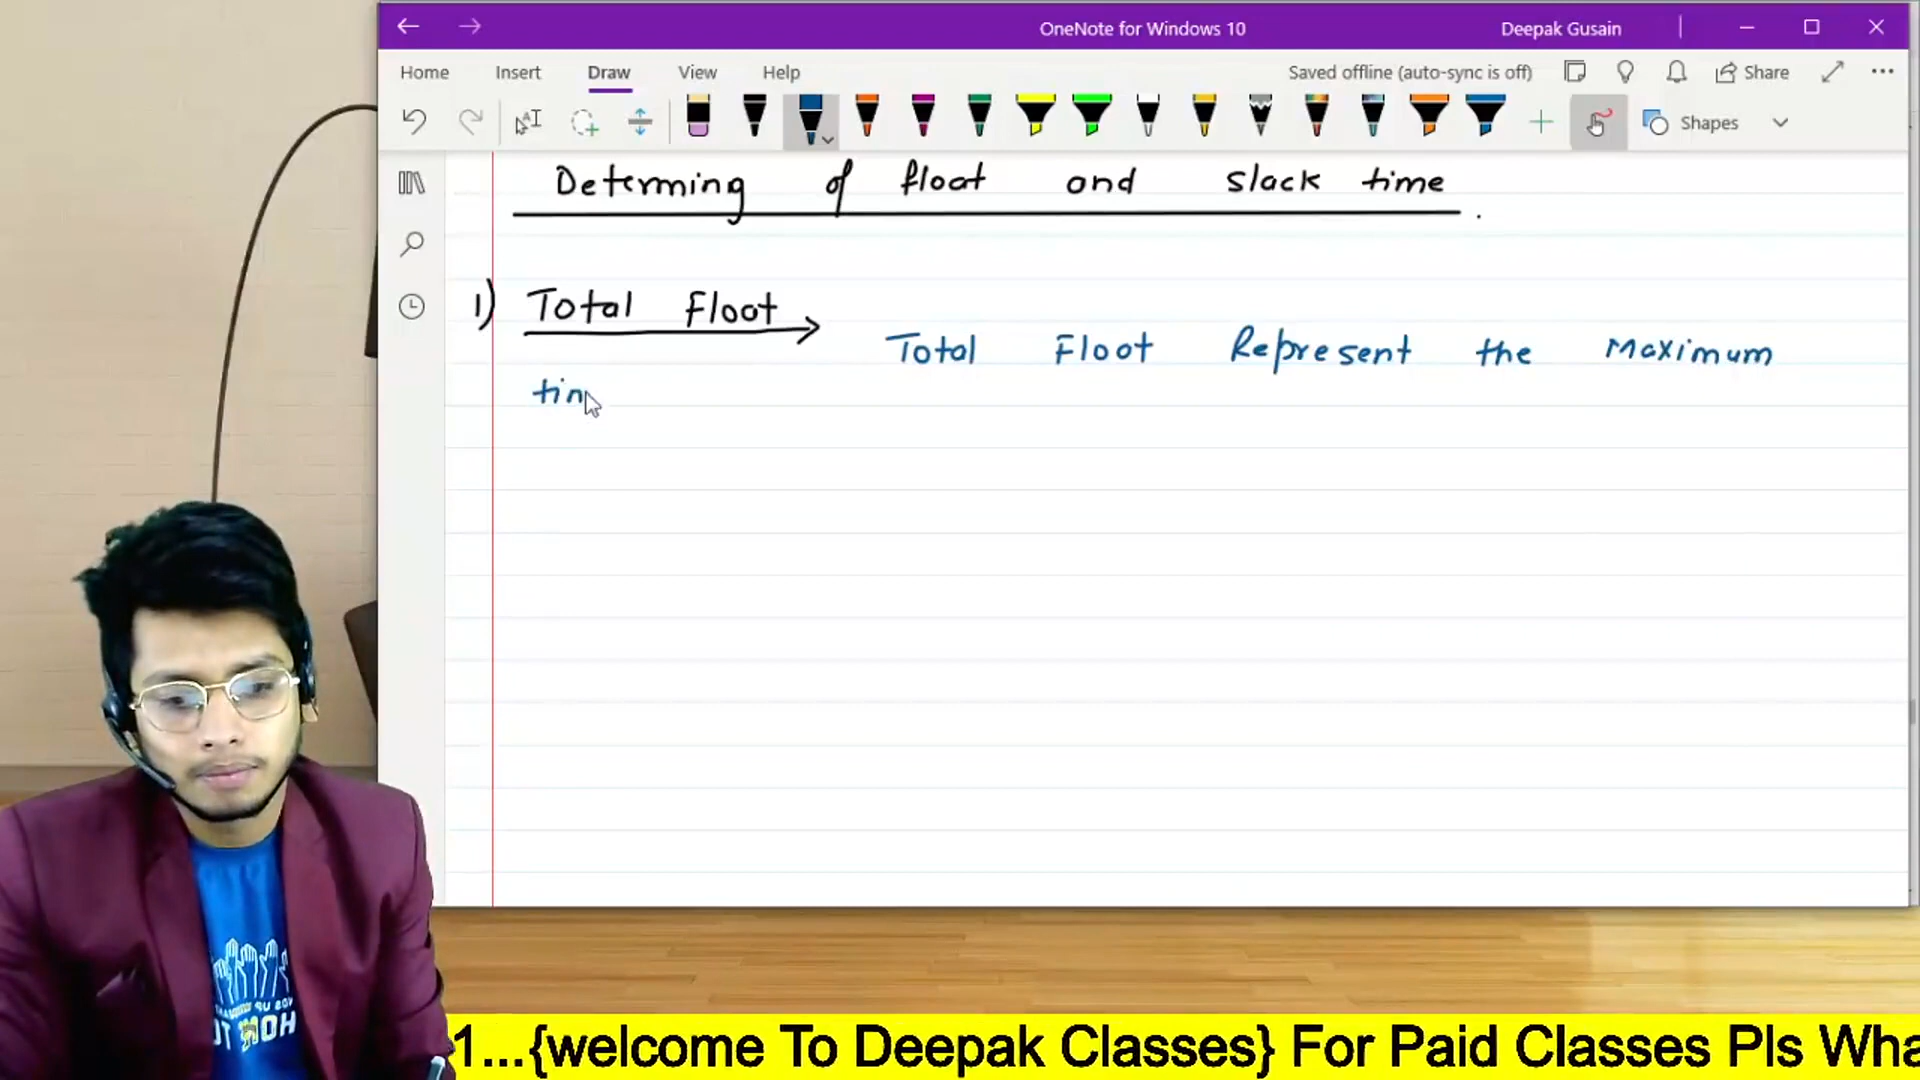 OneNote for Windows 10
Deepak Gusain
Home Insert Draw View Help
Saved offline (auto-sync is off)
Share
Shapes
Determing of float and slack time.
1) Total Float
Total Float Represent the Maximum
tim
1...{welcome To Deepak Classes} For Paid Classes Pls Wha